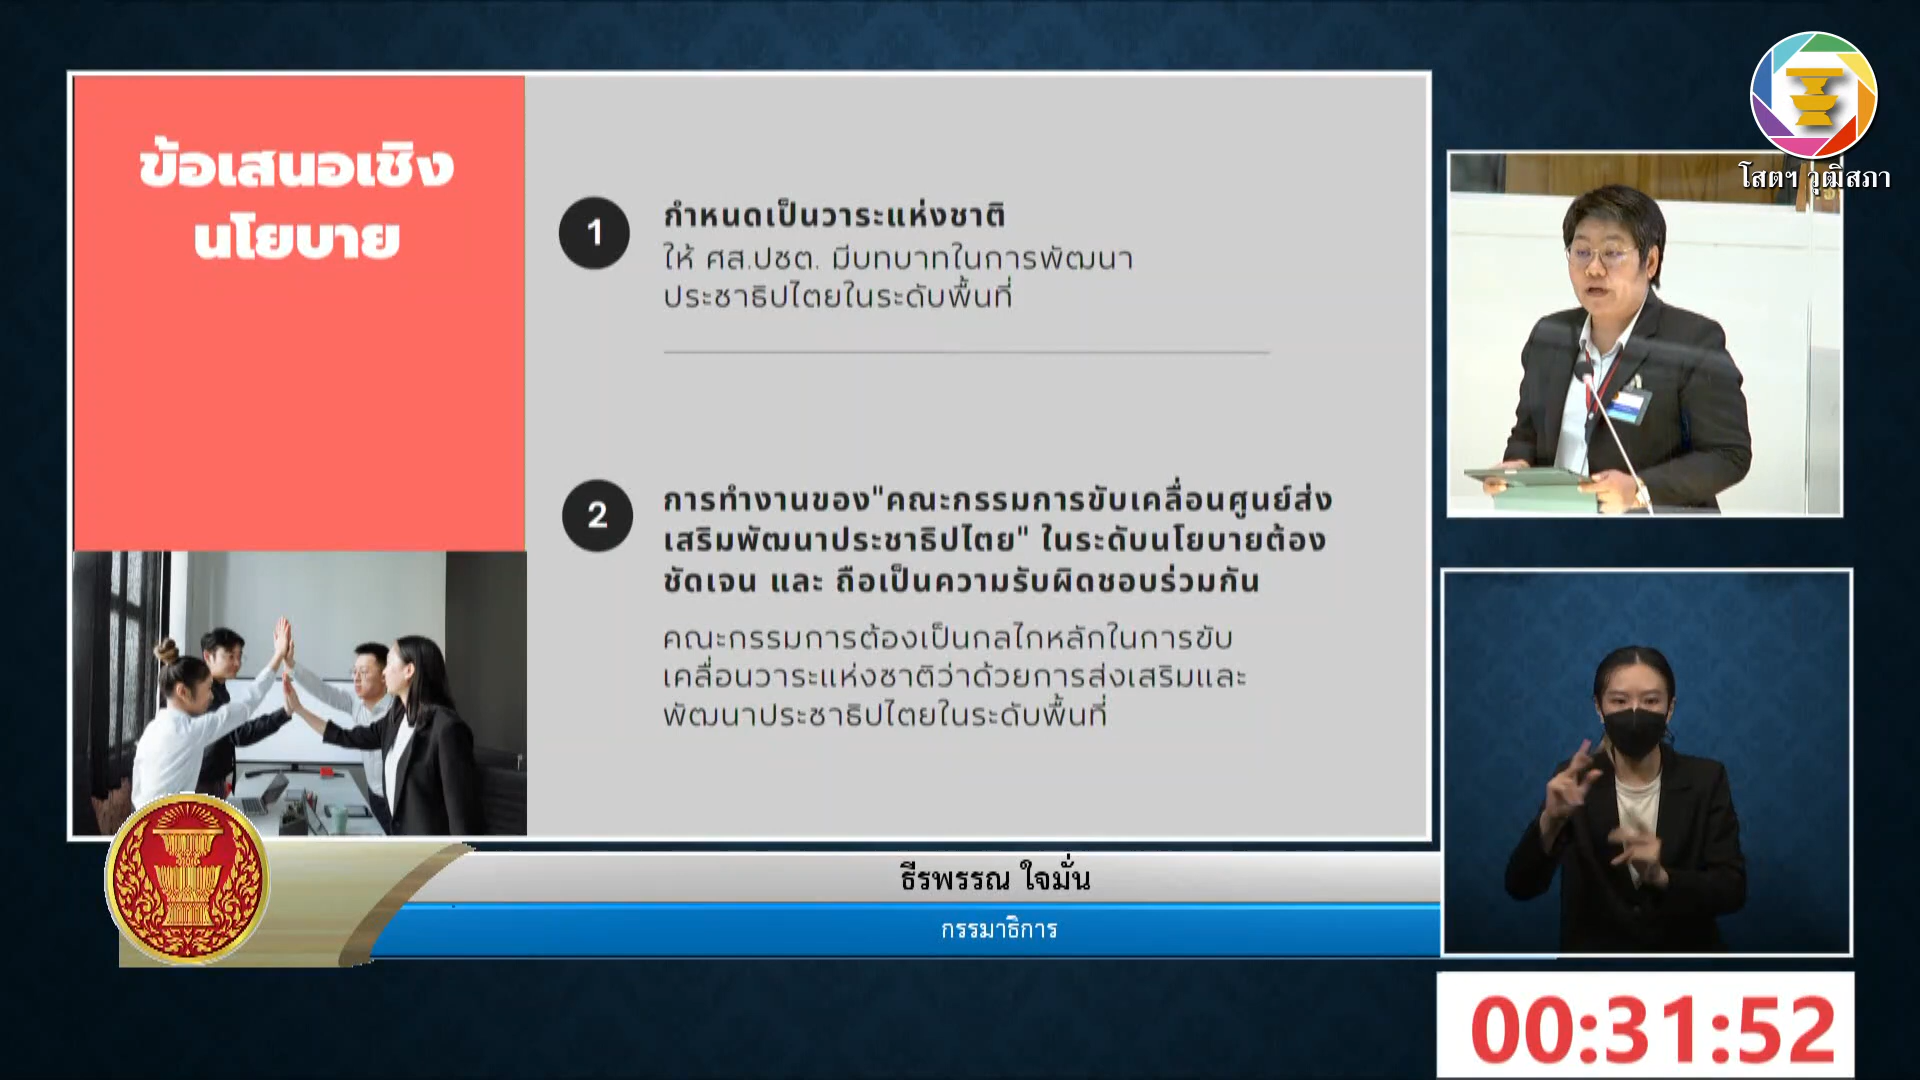 ข้อเสนอเชิง
นโยบาย
1
กำหนดเป็นวาระแห่งชาติ
ให้ ศส.ปชต. มีบทบาทในการพัฒนา
ประชาธิปไตยในระดับพื้นที่
2
การทำงานของ"คณะกรรมการขับเคลื่อนศูนย์ส่ง
เสริมพัฒนาประชาธิปไตย" ในระดับนโยบายต้อง
ชัดเจน และ ถือเป็นความรับผิดชอบร่วมกัน
คณะกรรมการต้องเป็นกลไกหลักในการขับ
เคลื่อนวาระแห่งชาติว่าด้วยการส่งเสริมและ
พัฒนาประชาธิปไตยในระดับพื้นที่
โสตฯ วุฒิสภา
ธีรพรรณ ใจมั่น
กรรมาธิการ
00:31:52